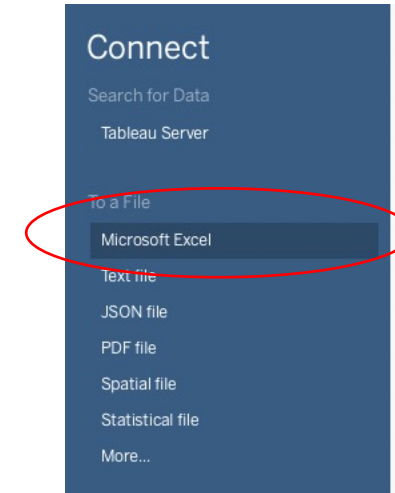 Connect
Search for Data
Tableau Server
To a File
Microsoft Excel
Text file
JSON file
PDF file
Spatial file
Statistical file
More...